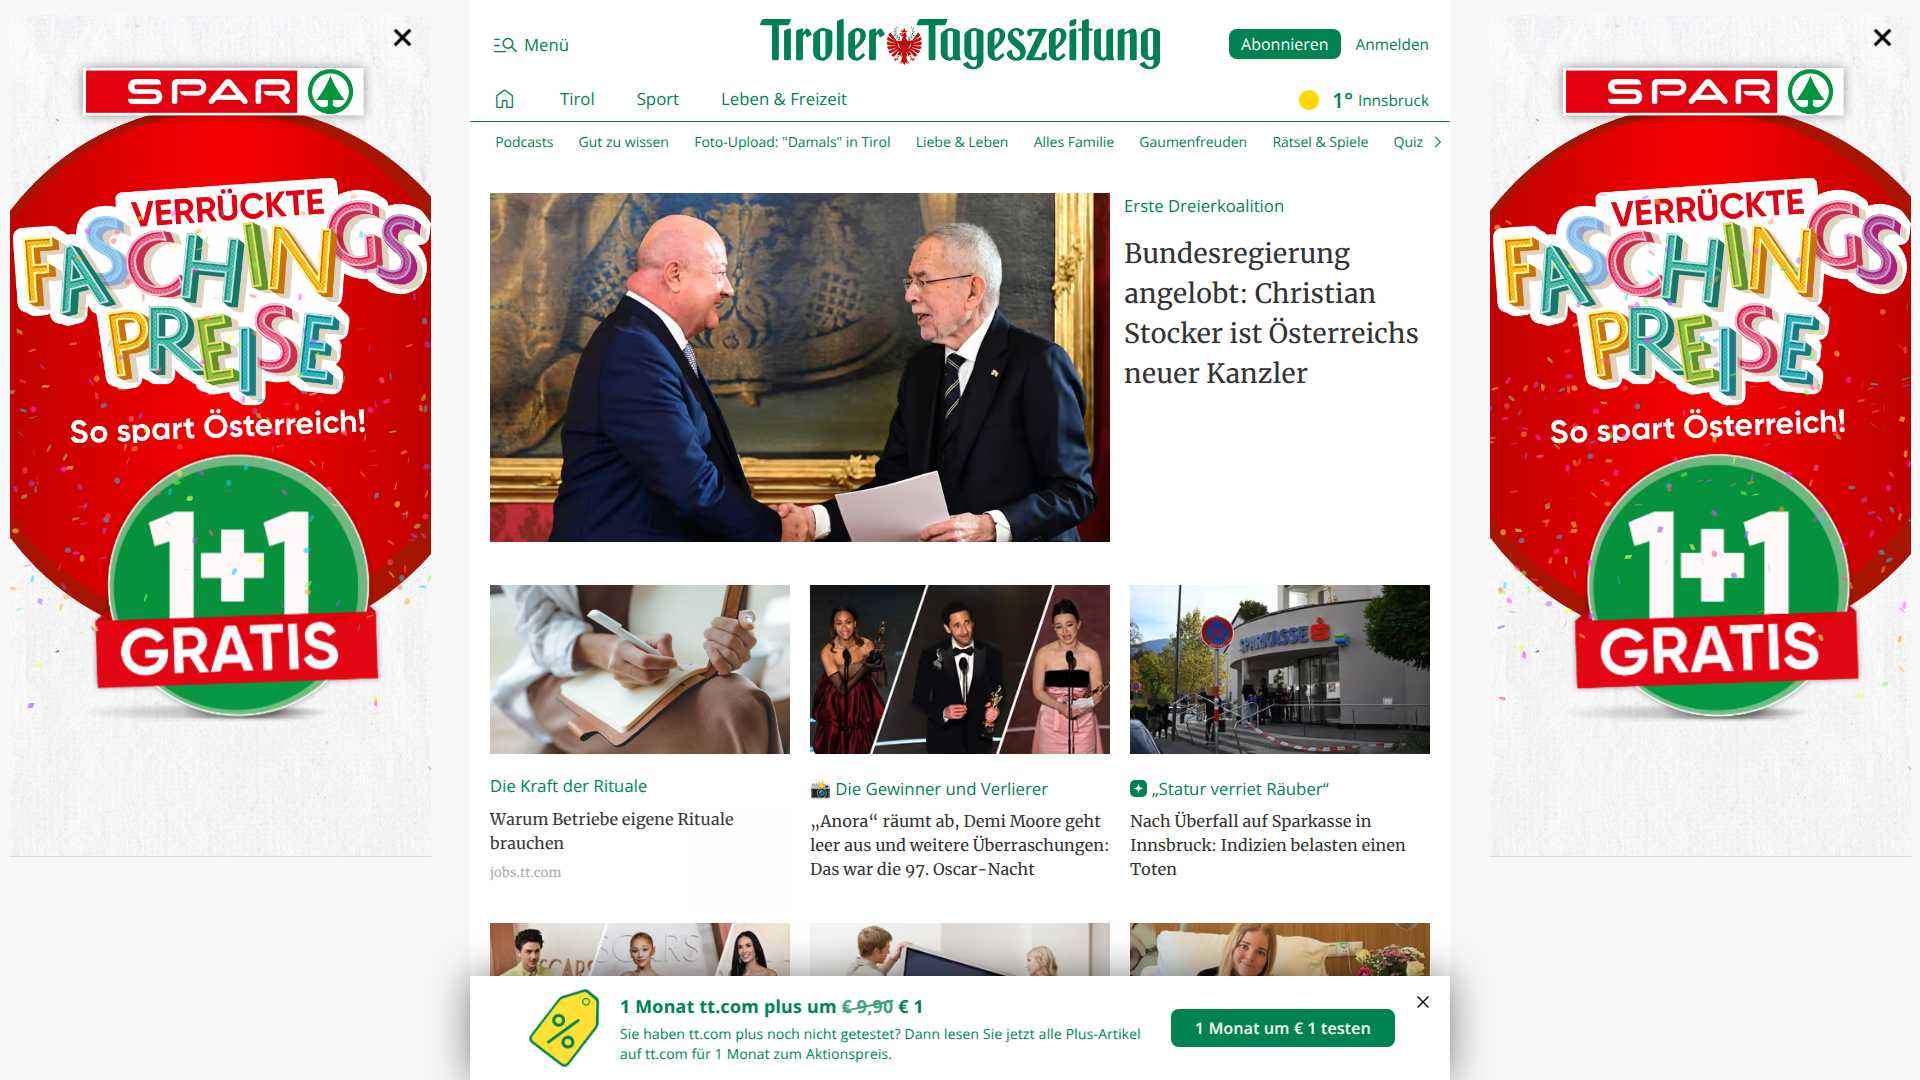 SPAR
VERRÜCKTE
FASCHINGS
PREISE
So spart Österreich!
1+1
GRATIS
Menü
Tiroler Tageszeitung
Abonnieren
Anmelden
Tirol
Sport
Leben & Freizeit
1° Innsbruck
Podcasts
Gut zu wissen
Foto-Upload: "Damals" in Tirol
Liebe & Leben
Alles Familie
Gaumenfreuden
Rätsel & Spiele
Quiz
Erste Dreierkoalition
Bundesregierung
angelobt: Christian
Stocker ist Österreichs
neuer Kanzler
SPARKASSE
Die Kraft der Rituale
Warum Betriebe eigene Rituale
brauchen
jobs.tt.com
📸 Die Gewinner und Verlierer
„Anora“ räumt ab, Demi Moore geht
leer aus und weitere Überraschungen:
Das war die 97. Oscar-Nacht
„Statur verriet Räuber“
Nach Überfall auf Sparkasse in
Innsbruck: Indizien belasten einen
Toten
1 Monat tt.com plus um € 9,90 € 1
Sie haben tt.com plus noch nicht getestet? Dann lesen Sie jetzt alle Plus-Artikel
auf tt.com für 1 Monat zum Aktionspreis.
1 Monat um € 1 testen
SPAR
VERRÜCKTE
FASCHINGS
PREISE
So spart Österreich!
1+1
GRATIS